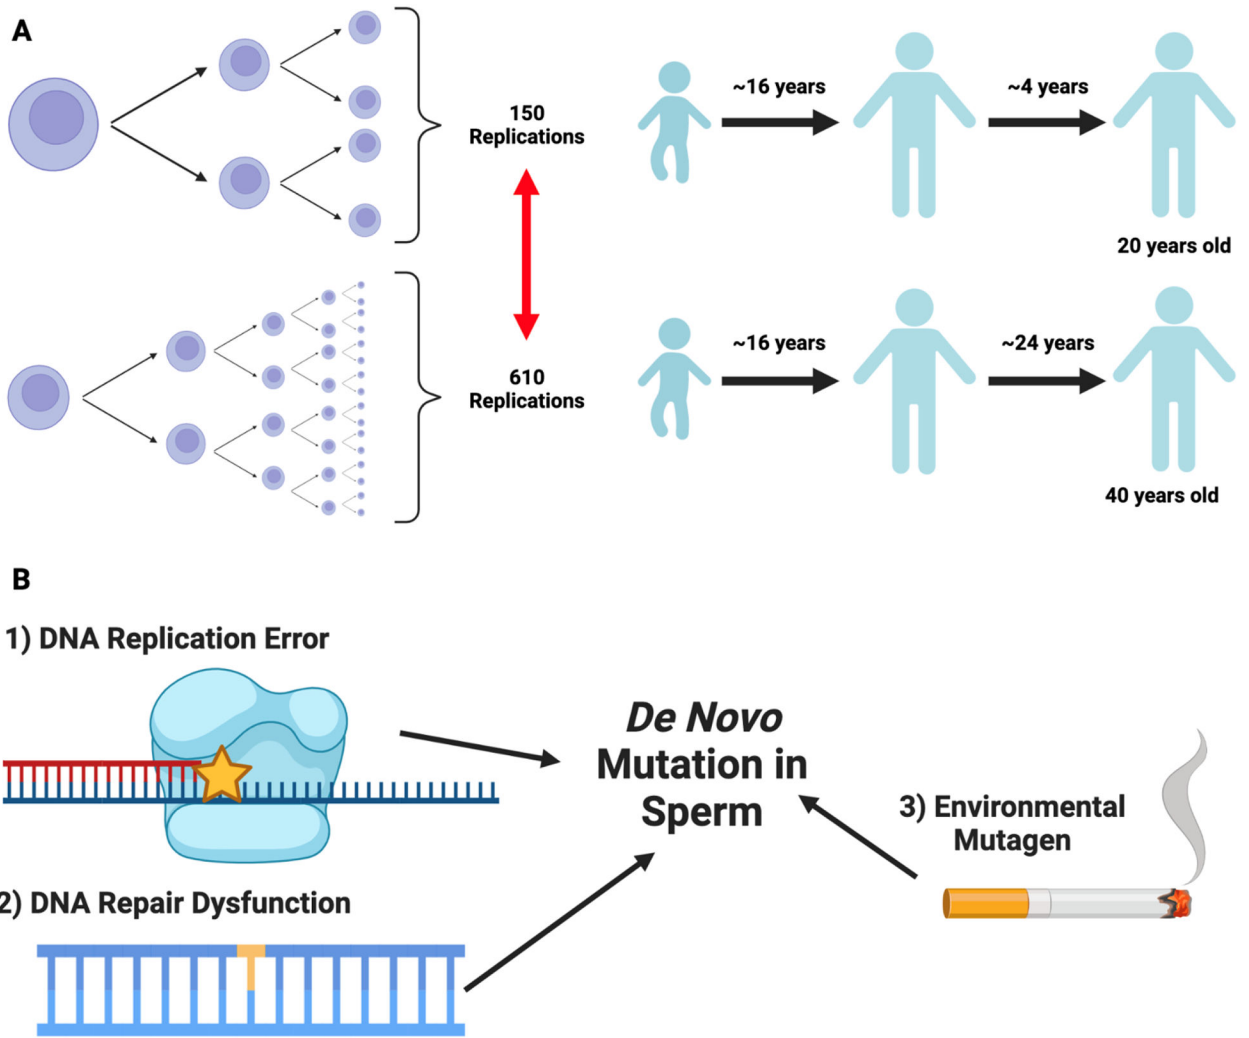 A
150
Replications
~16 years
~4 years
20 years old
610
Replications
~16 years
~24 years
40 years old
B
1) DNA Replication Error
De Novo
Mutation in
Sperm
3) Environmental
Mutagen
2) DNA Repair Dysfunction